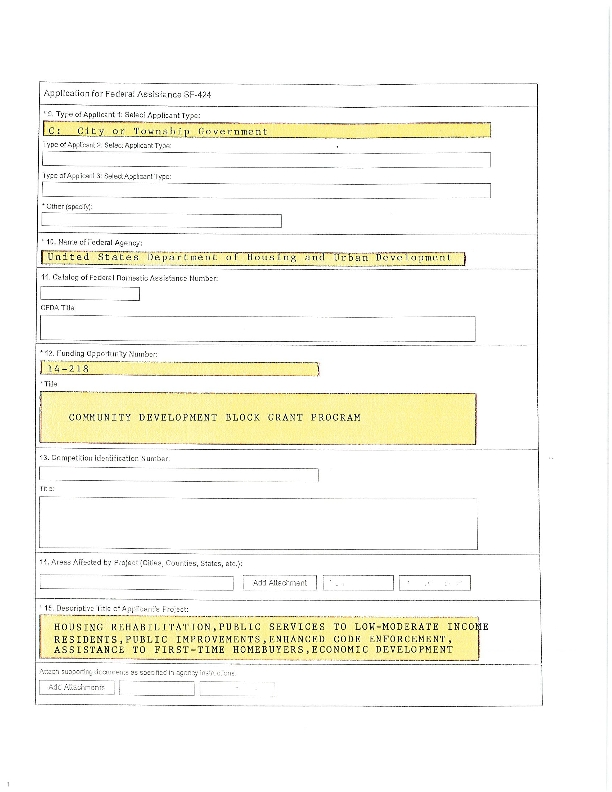 Application for Federal Assistance SF-424
* 9. Type of Applicant 1: Select Applicant Type:
C: City or Township Government
Type of Applicant 2: Select Applicant Type:
Type of Applicant 3: Select Applicant Type:
* Other (specify):
* 10. Name of Federal Agency:
United States Department of Housing and Urban Development
11. Catalog of Federal Domestic Assistance Number:
CFDA Title:
* 12. Funding Opportunity Number:
14-218
* Title:
COMMUNITY DEVELOPMENT BLOCK GRANT PROGRAM
13. Competition Identification Number:
Title:
14. Areas Affected by Project (Cities, Counties, States, etc.):
Add Attachment
* 15. Descriptive Title of Applicant's Project:
HOUSING REHABILITATION,PUBLIC SERVICES TO LOW-MODERATE INCOME
RESIDENTS,PUBLIC IMPROVEMENTS,ENHANCED CODE ENFORCEMENT,
ASSISTANCE TO FIRST-TIME HOMEBUYERS,ECONOMIC DEVELOPMENT
Attach supporting documents as specified in agency instructions.
Add Attachments